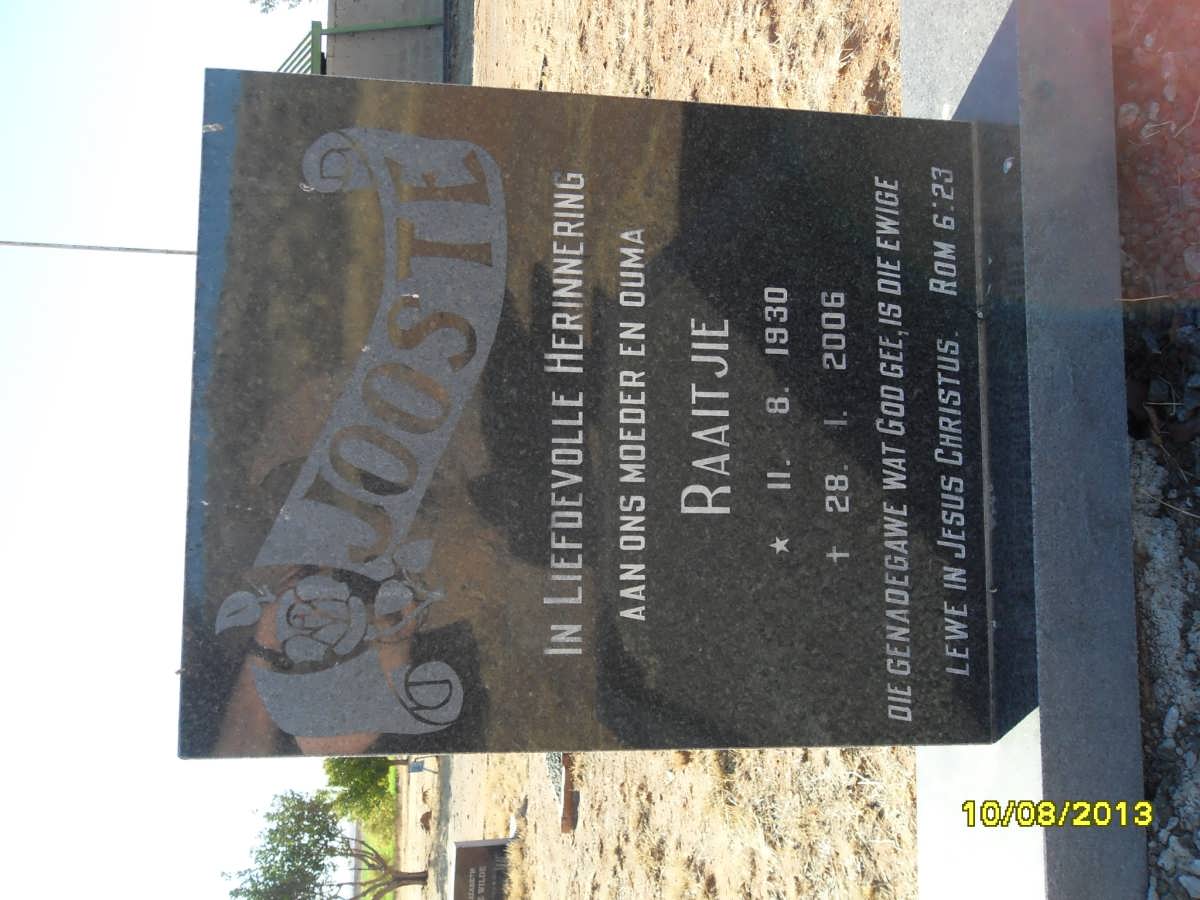 JOOSTE
IN LIEFDEVOLLE HERINNERING
AAN ONS MOEDER EN OUMA
RAAITJIE
★ 11. 8. 1930
✝ 28. 1. 2006
DIE GENADEGAWE WAT GOD GEE, IS DIE EWIGE
LEWE IN JESUS CHRISTUS. ROM 6:23
WILDE
10/08/2013